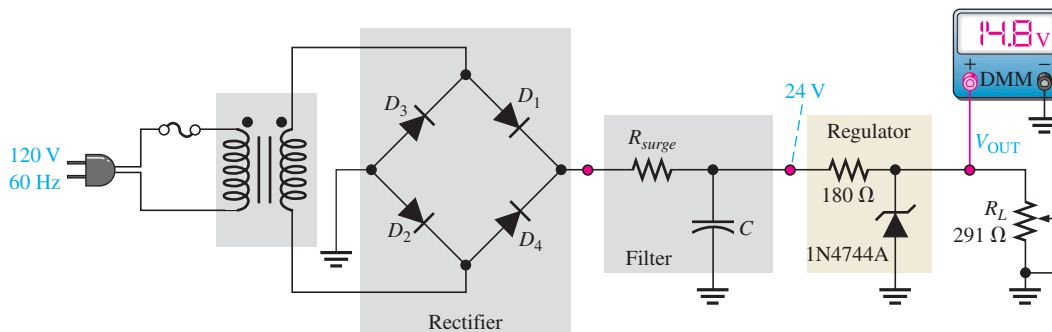 14.8 V
+ DMM −
24 V
D3
D1
Rsurge
Regulator
VOUT
120 V
60 Hz
180 Ω
RL
291 Ω
D2
D4
C
1N4744A
Filter
Rectifier